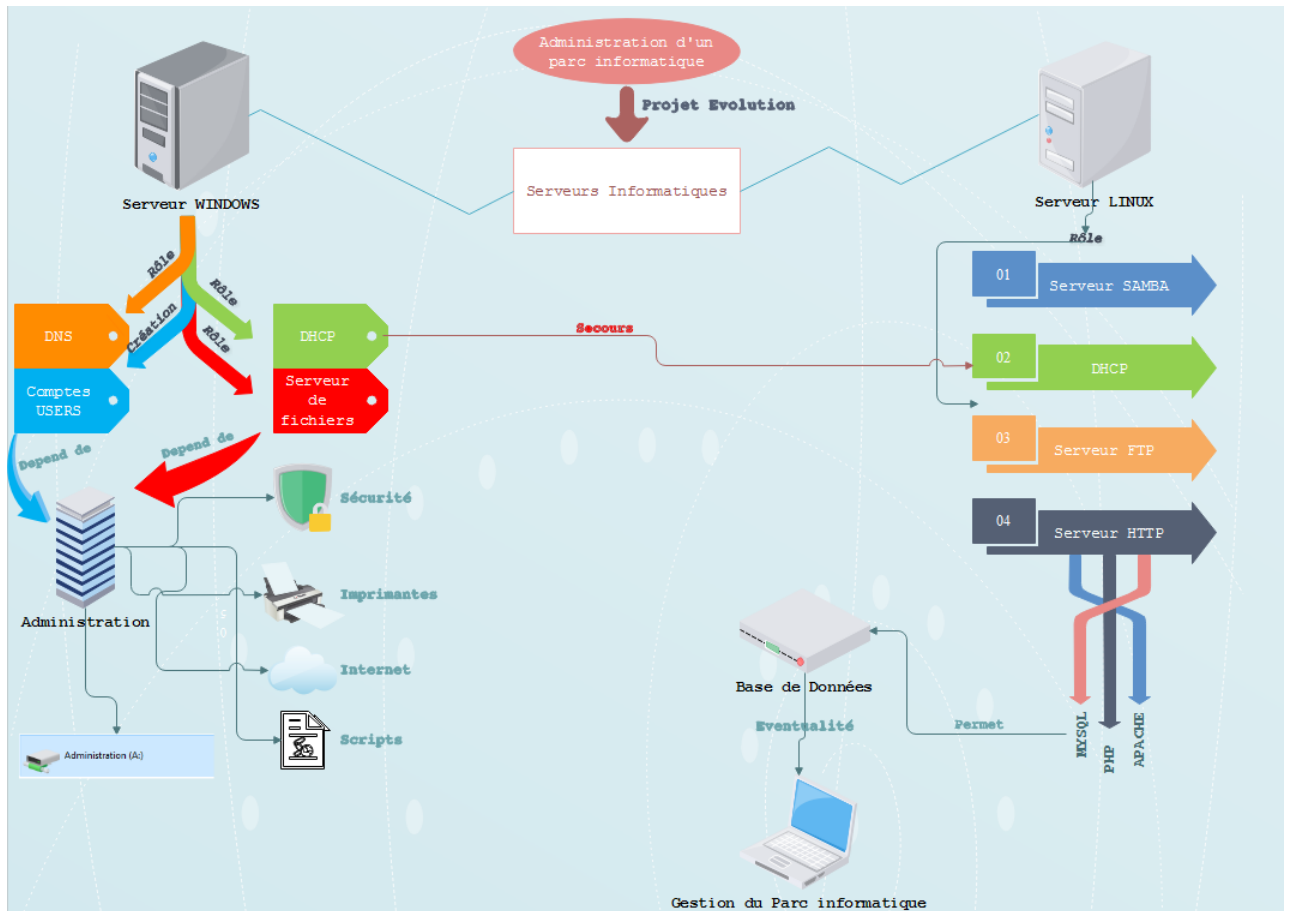 Administration d'un
parc informatique
Projet Evolution
Serveurs Informatiques
Serveur WINDOWS
Serveur LINUX
Rôle
Rôle
Création
Rôle
DNS
Comptes
USERS
DHCP
Serveur
de
fichiers
Secours
Rôle
01
Serveur SAMBA
02
DHCP
03
Serveur FTP
04
Serveur HTTP
Depend de
Depend de
Administration
Sécurité
Imprimantes
Internet
Scripts
Administration (A:)
MYSQL
PHP
APACHE
Permet
Base de Données
Eventualité
Gestion du Parc informatique